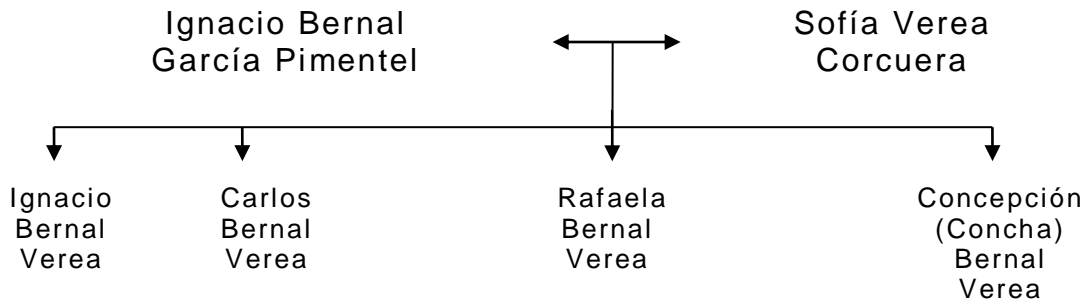 Ignacio Bernal
García Pimentel
Sofía Verea
Corcuera
Ignacio
Bernal
Verea
Carlos
Bernal
Verea
Rafaela
Bernal
Verea
Concepción
(Concha)
Bernal
Verea